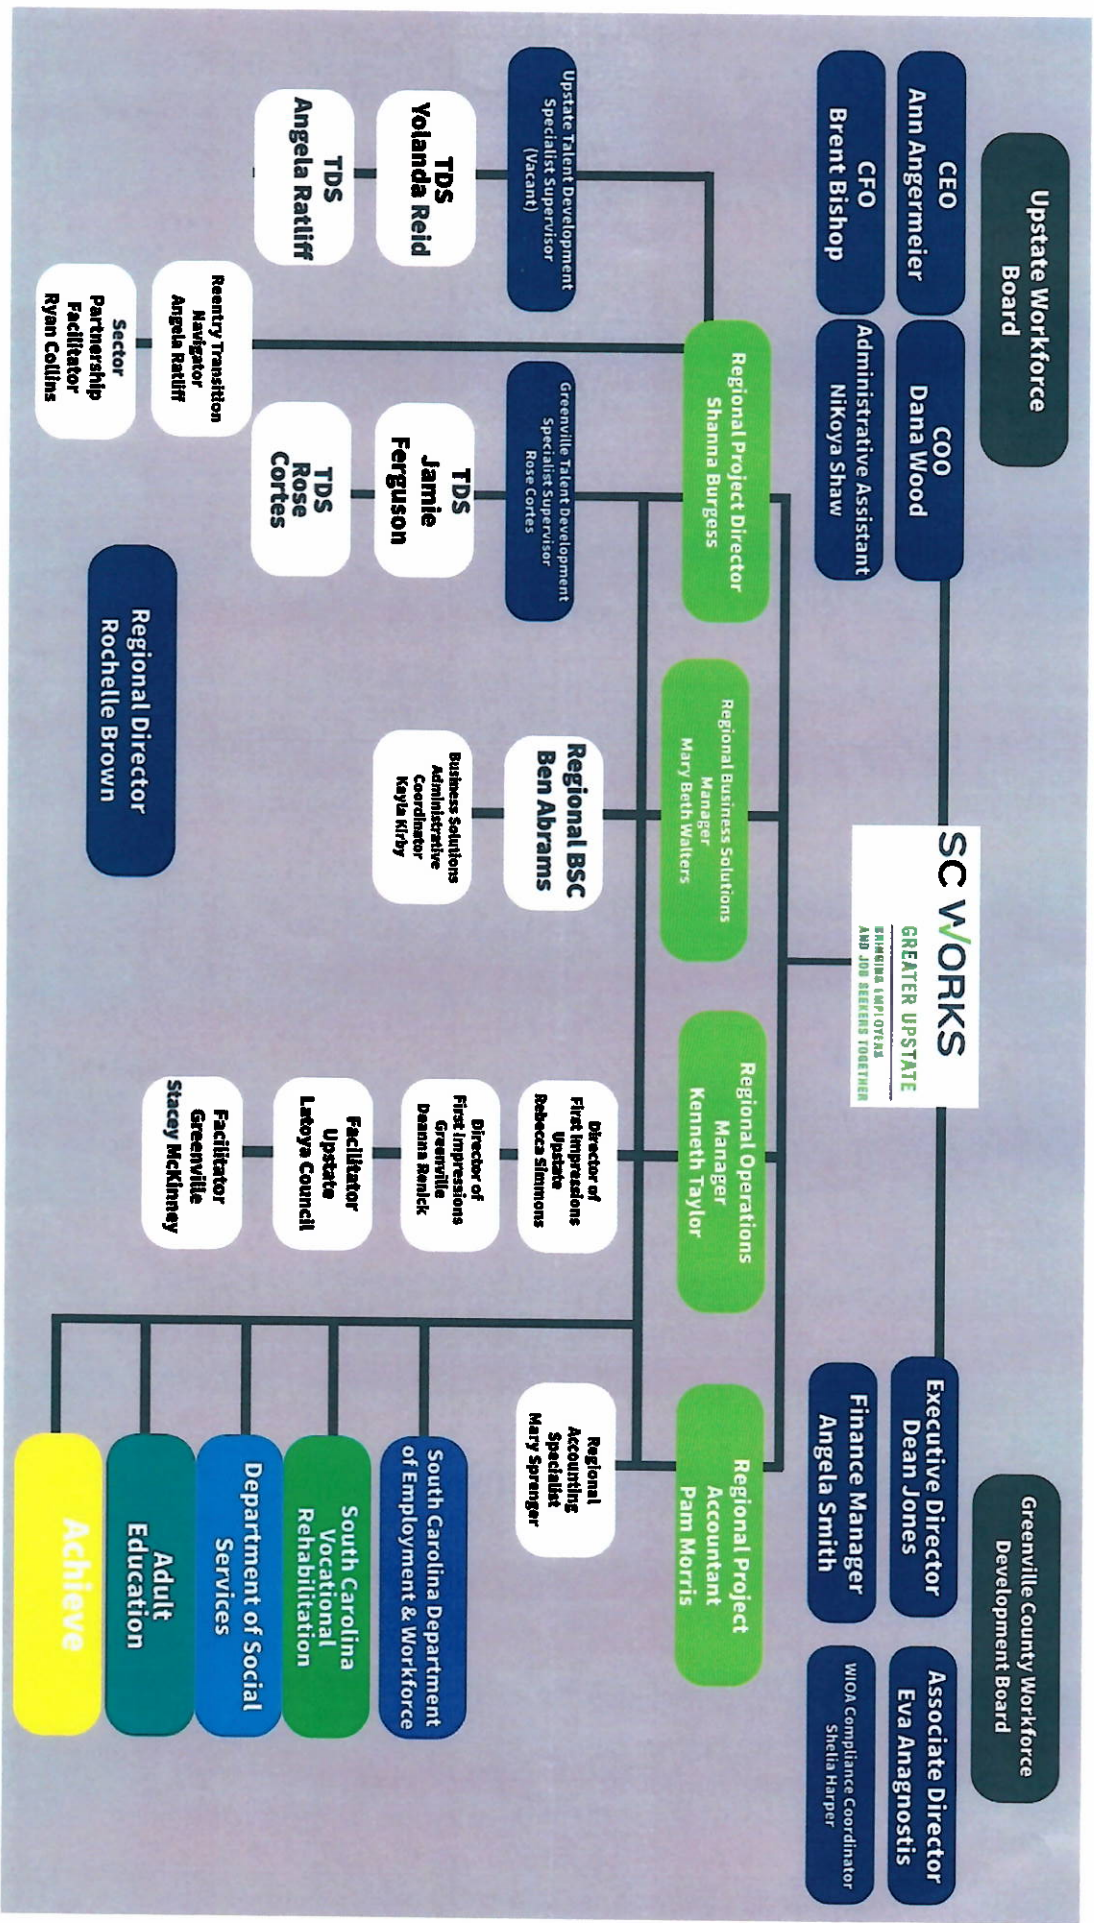 Upstate Workforce
Board
Greenville County Workforce
Development Board
CEO
Ann Angermeier
COO
Dana Wood
CFO
Brent Bishop
Administrative Assistant
NiKoya Shaw
SC WORKS
GREATER UPSTATE
BRINGING EMPLOYERS
AND JOB SEEKERS TOGETHER
Executive Director
Dean Jones
Associate Director
Eva Anagnostis
Finance Manager
Angela Smith
WIOA Compliance Coordinator
Shelia Harper
Regional Project Director
Shanna Burgess
Regional Business Solutions
Manager
Mary Beth Walters
Regional Operations
Manager
Kenneth Taylor
Regional Project
Accountant
Pam Morris
Upstate Talent Development
Specialist Supervisor
(Vacant)
TDS
Yolanda Reid
TDS
Angela Ratliff
Reentry Transition
Navigator
Angela Ratliff
Sector
Partnership
Facilitator
Ryan Collins
Greenville Talent Development
Specialist Supervisor
Rose Cortes
TDS
Jamie
Ferguson
TDS
Rose
Cortes
Regional BSC
Ben Abrams
Business Solutions
Administrative
Coordinator
Kayla Kirby
Director of
First Impressions
Upstate
Rebecca Simmons
Director of
First Impressions
Greenville
Deanna Renick
Facilitator
Upstate
Latoya Council
Facilitator
Greenville
Stacey McKinney
Regional
Accounting
Specialist
Mary Sprenger
South Carolina Department
of Employment & Workforce
South Carolina
Vocational
Rehabilitation
Department of Social
Services
Adult
Education
Achieve
Regional Director
Rochelle Brown